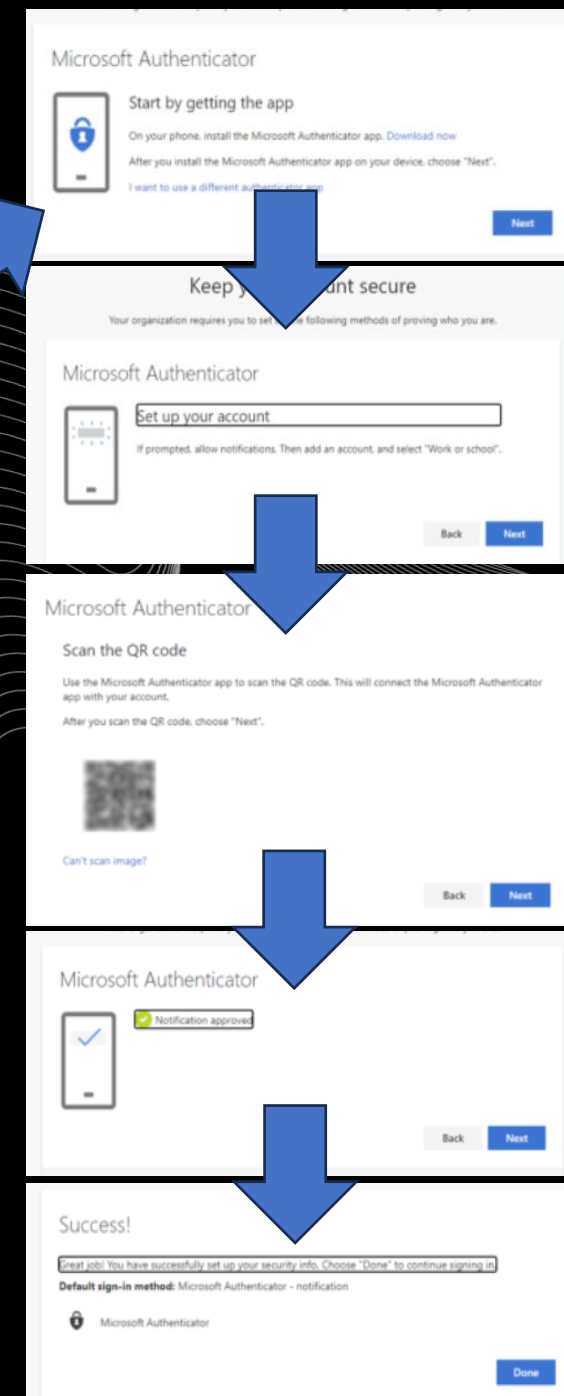 Microsoft Authenticator
Start by getting the app
On your phone, install the Microsoft Authenticator app. Download now
After you install the Microsoft Authenticator app on your device, choose "Next".
I want to use a different authenticator app
Next
Keep unt secure
Your organization requires you to set following methods of proving who you are.
Microsoft Authenticator
Set up your account
If prompted, allow notifications. Then add an account, and select "Work or school".
Back Next
Microsoft Authenticator
Scan the QR code
Use the Microsoft Authenticator app to scan the QR code. This will connect the Microsoft Authenticator
app with your account.
After you scan the QR code, choose "Next".
Can't scan image?
Back Next
Microsoft Authenticator
Notification approved
Back Next
Success!
Great job! You have successfully set up your security info. Choose "Done" to continue signing in.
Default sign-in method: Microsoft Authenticator - notification
Microsoft Authenticator
Done